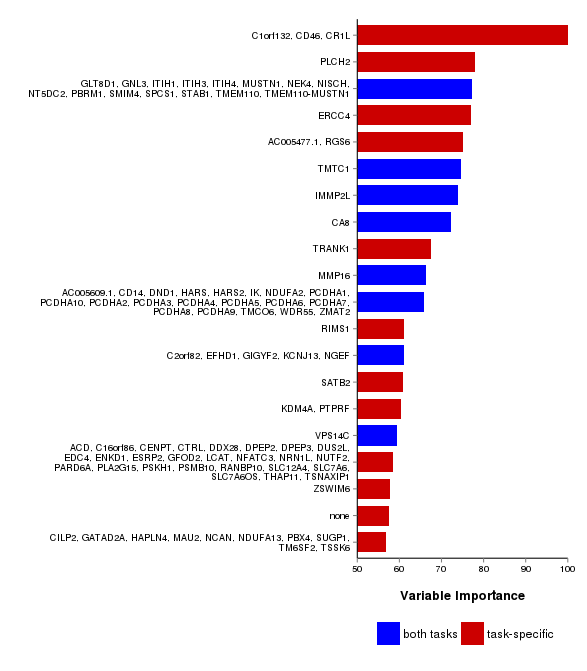 C1orf132, CD46, CR1L
PLCH2
GLT8D1, GNL3, ITIH1, ITIH3, ITIH4, MUSTN1, NEK4, NISCH,
NT5DC2, PBRM1, SMIM4, SPCS1, STAB1, TMEM110, TMEM110-MUSTN1
ERCC4
AC005477.1, RGS6
TMTC1
IMMP2L
CA8
TRANK1
MMP16
AC005609.1, CD14, DND1, HARS, HARS2, IK, NDUFA2, PCDHA1,
PCDHA10, PCDHA2, PCDHA3, PCDHA4, PCDHA5, PCDHA6, PCDHA7,
PCDHA8, PCDHA9, TMCO6, WDR55, ZMAT2
RIMS1
C2orf82, EFHD1, GIGYF2, KCNJ13, NGEF
SATB2
KDM4A, PTPRF
VPS14C
ACD, C16orf86, CENPT, CTRL, DDX28, DPEP2, DPEP3, DUS2L,
EDC4, ENKD1, ESRP2, GFOD2, LCAT, NFATC3, NRN1L, NUTF2,
PARD6A, PLA2G15, PSKH1, PSMB10, RANBP10, SLC12A4, SLC7A6,
SLC7A6OS, THAP11, TSNAXIP1
ZSWIM6
none
CILP2, GATAD2A, HAPLN4, MAU2, NCAN, NDUFA13, PBX4, SUGP1,
TM6SF2, TSSK6
50 60 70 80 90 100
Variable Importance
both tasks task-specific